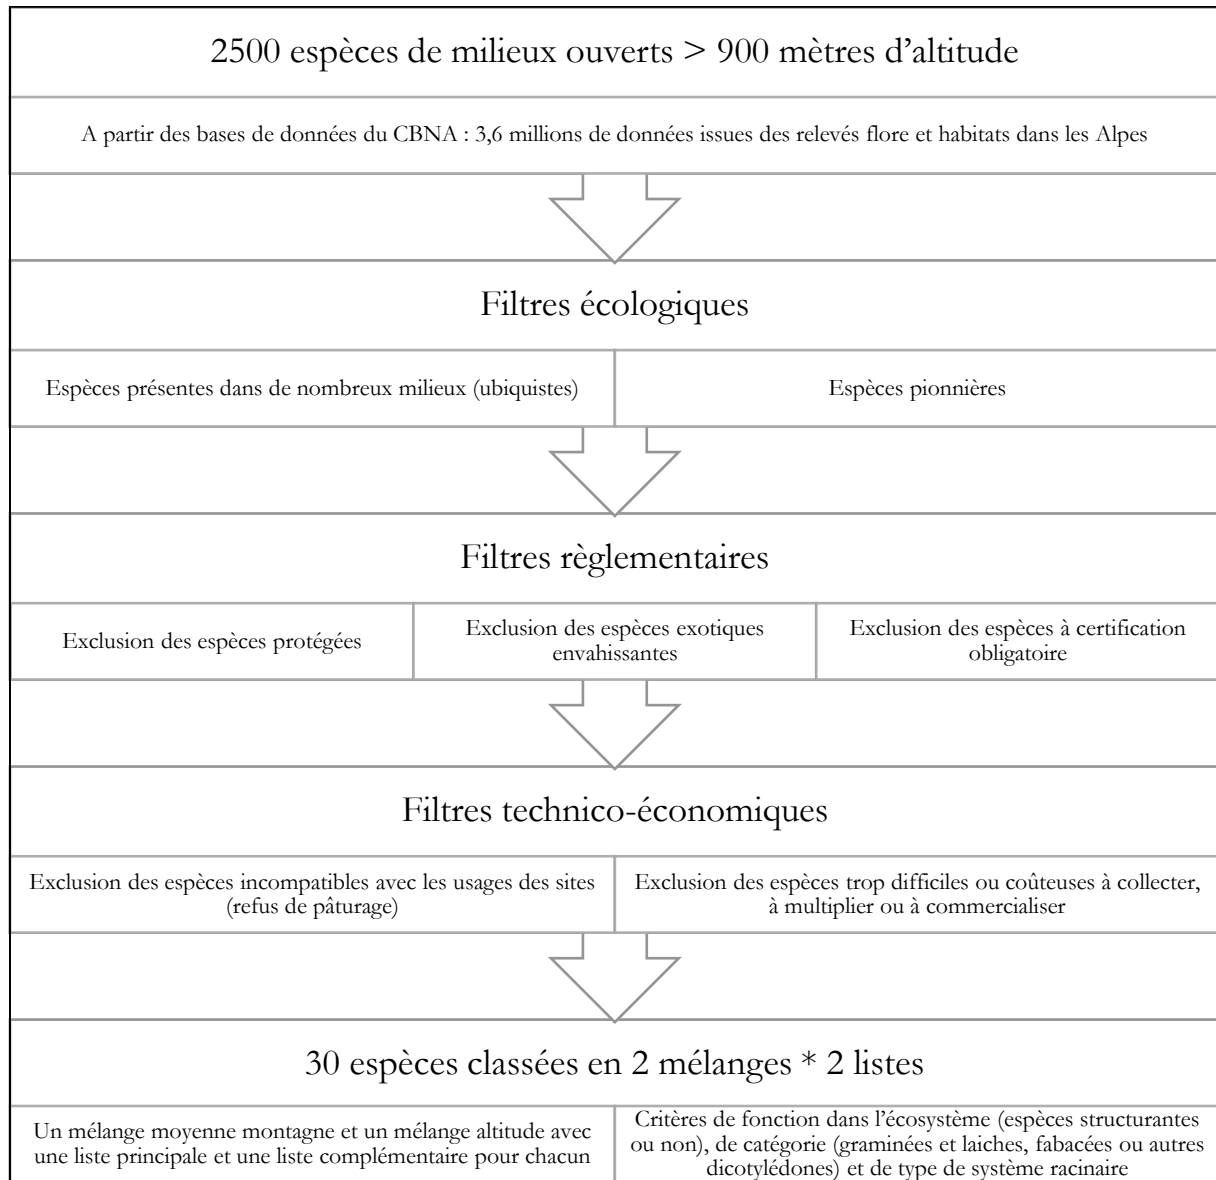 2500 espèces de milieux ouverts > 900 mètres d’altitude
A partir des bases de données du CBNA : 3,6 millions de données issues des relevés flore et habitats dans les Alpes
Filtres écologiques
Espèces présentes dans de nombreux milieux (ubiquistes)
Espèces pionnières
Filtres règlementaires
Exclusion des espèces protégées
Exclusion des espèces exotiques
envahissantes
Exclusion des espèces à certification
obligatoire
Filtres technico-économiques
Exclusion des espèces incompatibles avec les usages des sites
(refus de pâturage)
Exclusion des espèces trop difficiles ou coûteuses à collecter,
à multiplier ou à commercialiser
30 espèces classées en 2 mélanges * 2 listes
Un mélange moyenne montagne et un mélange altitude avec
une liste principale et une liste complémentaire pour chacun
Critères de fonction dans l’écosystème (espèces structurantes
ou non), de catégorie (graminées et laiches, fabacées ou autres
dicotylédones) et de type de système racinaire